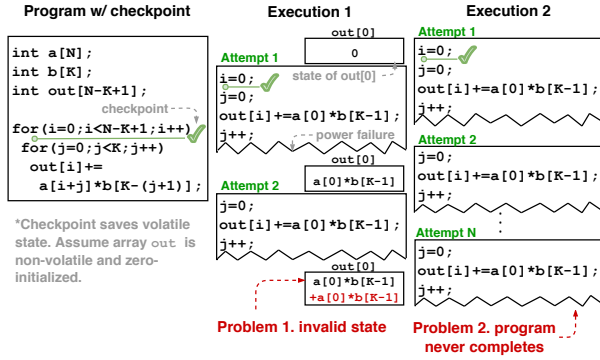 Program w/ checkpoint
int a[N];
int b[K];
int out[N-K+1];
checkpoint
for(i=0;i<N-K+1;i++)
for(j=0;j<K;j++)
out[i]+=
a[i+j]*b[K-(j+1)];
*Checkpoint saves volatile
state. Assume array out is
non-volatile and zero-
initialized.
Execution 1
out[0]
0
Attempt 1
state of out[0]
i=0;
j=0;
out[i]+=a[0]*b[K-1];
j++;
power failure
out[0]
a[0]*b[K-1]
Attempt 2
j=0;
out[i]+=a[0]*b[K-1];
j++;
out[0]
a[0]*b[K-1]
+a[0]*b[K-1]
Problem 1. invalid state
Execution 2
Attempt 1
i=0;
j=0;
out[i]+=a[0]*b[K-1];
j++;
Attempt 2
j=0;
out[i]+=a[0]*b[K-1];
j++;
Attempt N
j=0;
out[i]+=a[0]*b[K-1];
j++;
Problem 2. program
never completes